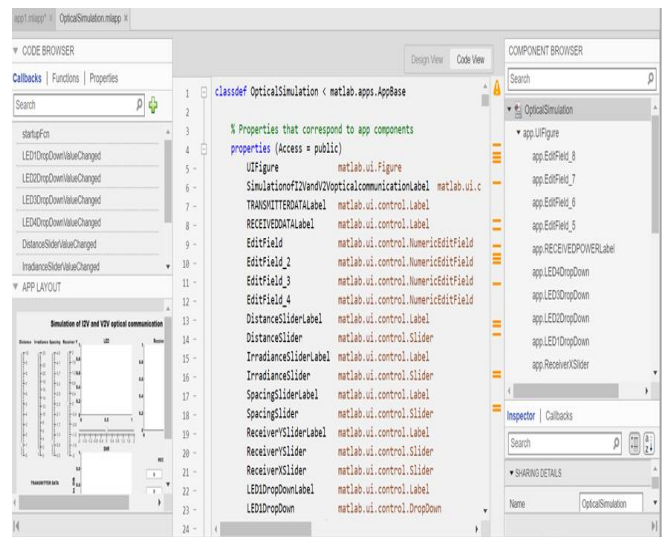 app1.mlapp* × OpticalSimulation.mlapp ×
CODE BROWSER
Callbacks | Functions | Properties
Search
startupFcn
LED1DropDownValueChanged
LED2DropDownValueChanged
LED3DropDownValueChanged
LED4DropDownValueChanged
DistanceSliderValueChanged
IrradianceSliderValueChanged
APP LAYOUT
Simulation of I2V and V2V optical communication
Distance Irradiance Spacing Receiver Y LED Receiver
TRANSMITTER DATA
Design View Code View
1 classdef OpticalSimulation < matlab.apps.AppBase
2
3 % Properties that correspond to app components
4 properties (Access = public)
5 - UIFigure matlab.ui.Figure
6 - SimulationofI2VandV2VopticalcommunicationLabel matlab.ui.c
7 - TRANSMITTERDATALabel matlab.ui.control.Label
8 - RECEIVEDDATALabel matlab.ui.control.Label
9 - EditField matlab.ui.control.NumericEditField
10 - EditField_2 matlab.ui.control.NumericEditField
11 - EditField_3 matlab.ui.control.NumericEditField
12 - EditField_4 matlab.ui.control.NumericEditField
13 - DistanceSliderLabel matlab.ui.control.Label
14 - DistanceSlider matlab.ui.control.Slider
15 - IrradianceSliderLabel matlab.ui.control.Label
16 - IrradianceSlider matlab.ui.control.Slider
17 - SpacingSliderLabel matlab.ui.control.Label
18 - SpacingSlider matlab.ui.control.Slider
19 - ReceiverYSliderLabel matlab.ui.control.Label
20 - ReceiverYSlider matlab.ui.control.Slider
21 - ReceiverXSlider matlab.ui.control.Slider
22 - LED1DropDownLabel matlab.ui.control.Label
23 - LED1DropDown matlab.ui.control.DropDown
24 -
COMPONENT BROWSER
Search
OpticalSimulation
app.UIFigure
app.EditField_8
app.EditField_7
app.EditField_6
app.EditField_5
app.RECEIVEDPOWERLabel
app.LED4DropDown
app.LED3DropDown
app.LED2DropDown
app.LED1DropDown
app.ReceiverXSlider
Inspector | Callbacks
Search
SHARING DETAILS
Name OpticalSimulation